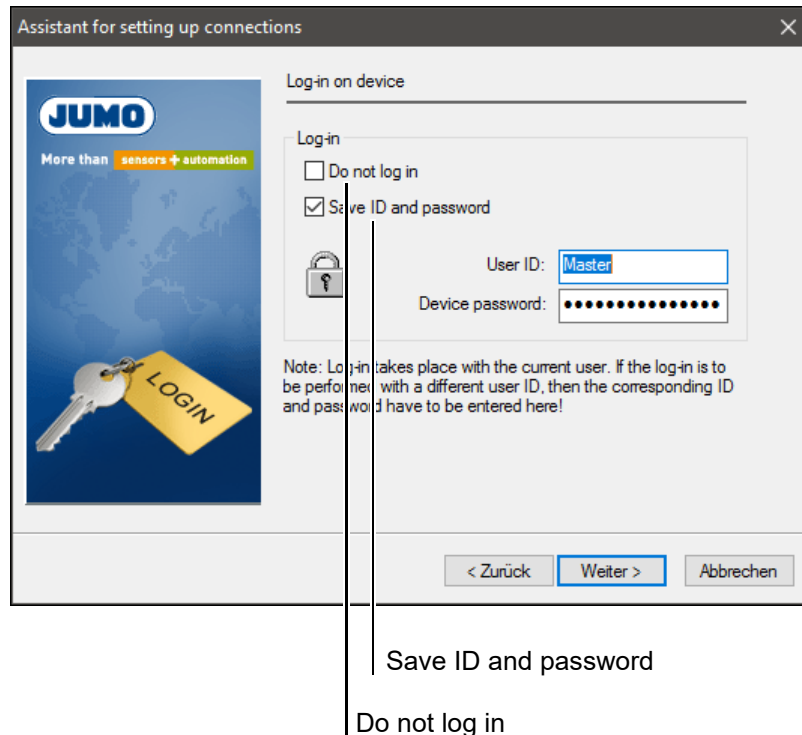 Assistant for setting up connections
JUMO
More than sensors + automation
LOGIN
Log-in on device
Log-in
Do not log in
Save ID and password
User ID: Master
Device password: ●●●●●●●●●●●●●●●
Note: Log-in takes place with the current user. If the log-in is to
be performed with a different user ID, then the corresponding ID
and password have to be entered here!
< Zurück Weiter > Abbrechen
Save ID and password
Do not log in